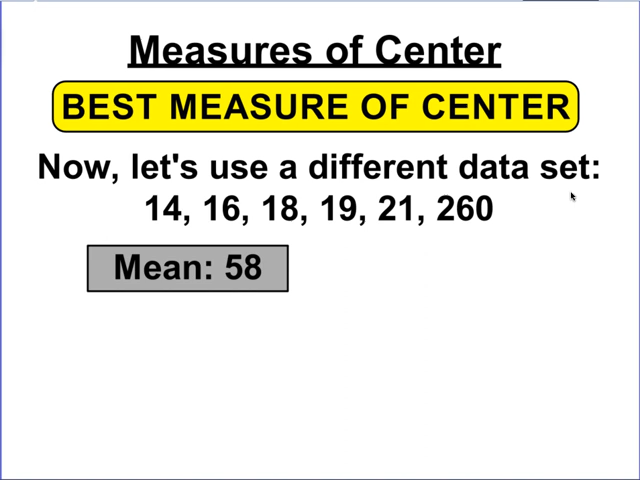 Measures of Center
BEST MEASURE OF CENTER
Now, let's use a different data set:
14, 16, 18, 19, 21, 260
Mean: 58